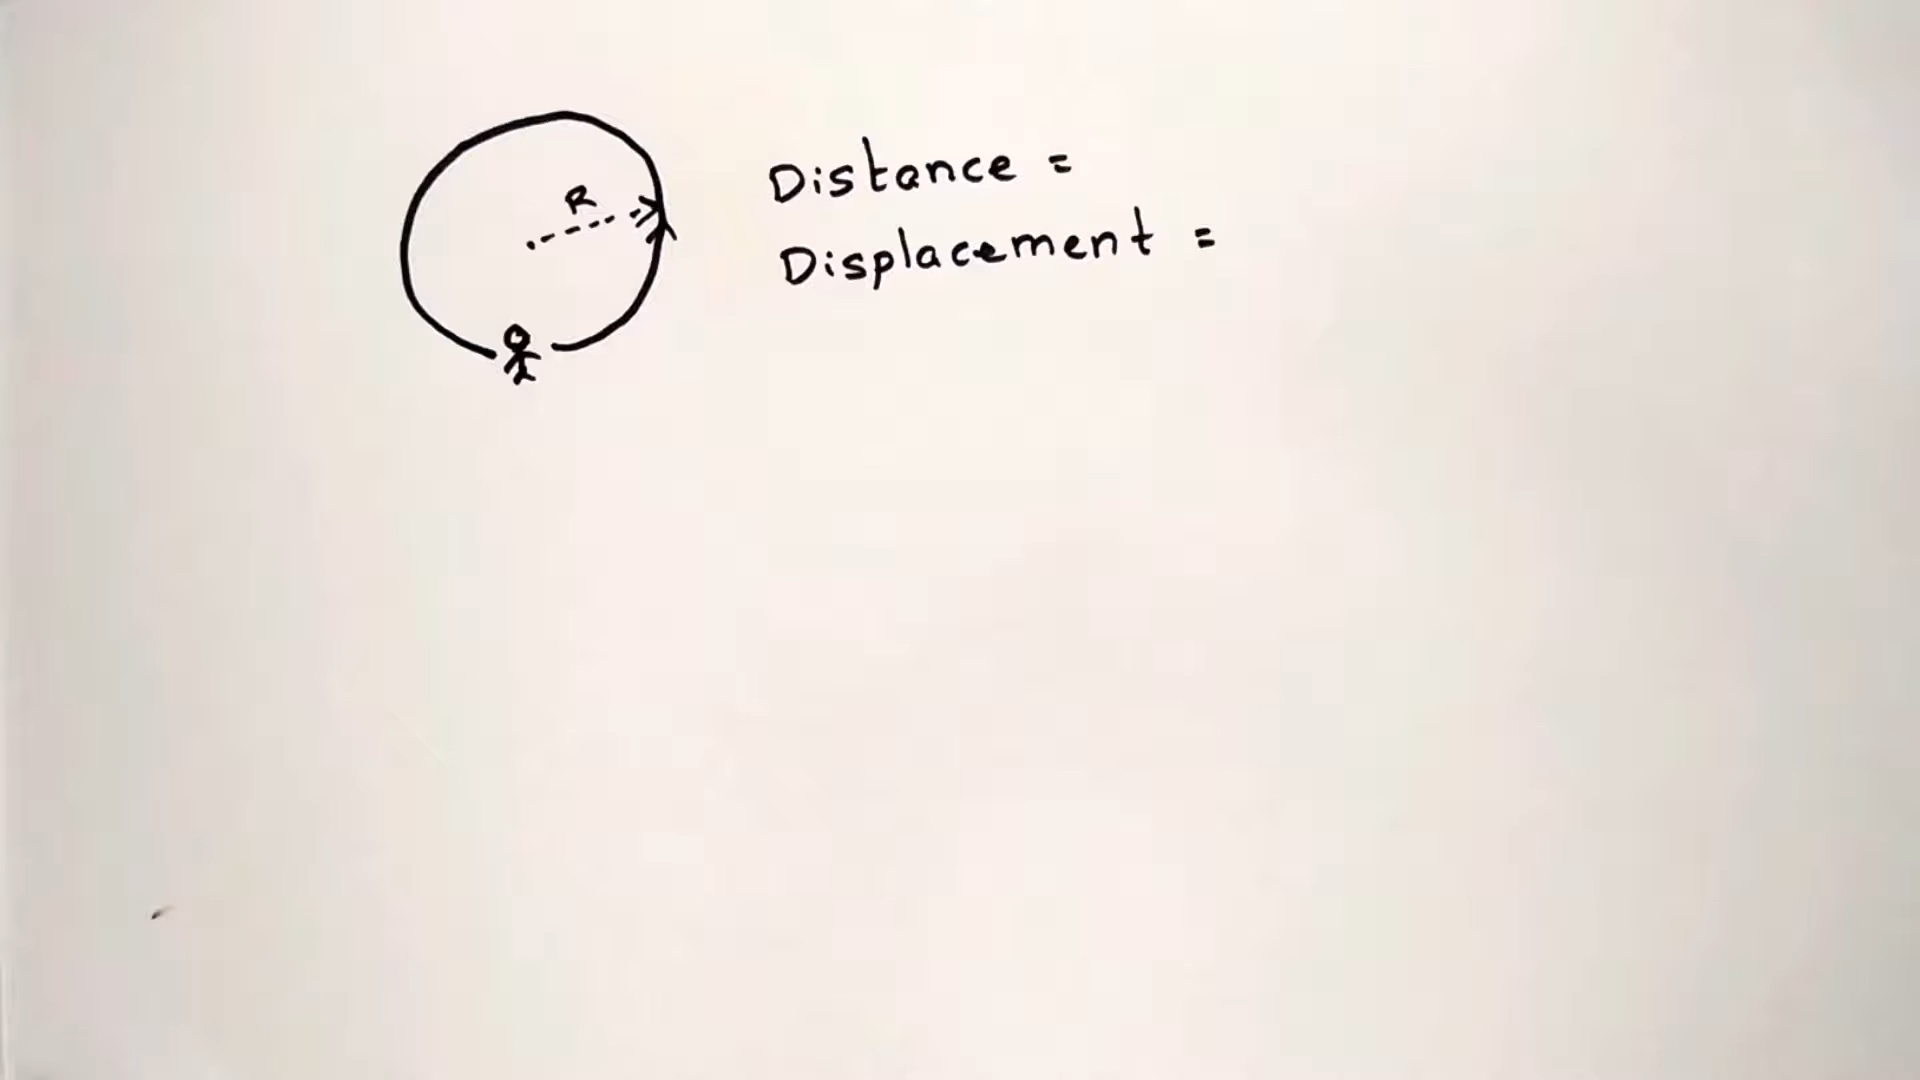 R
Distance =
Displacement =